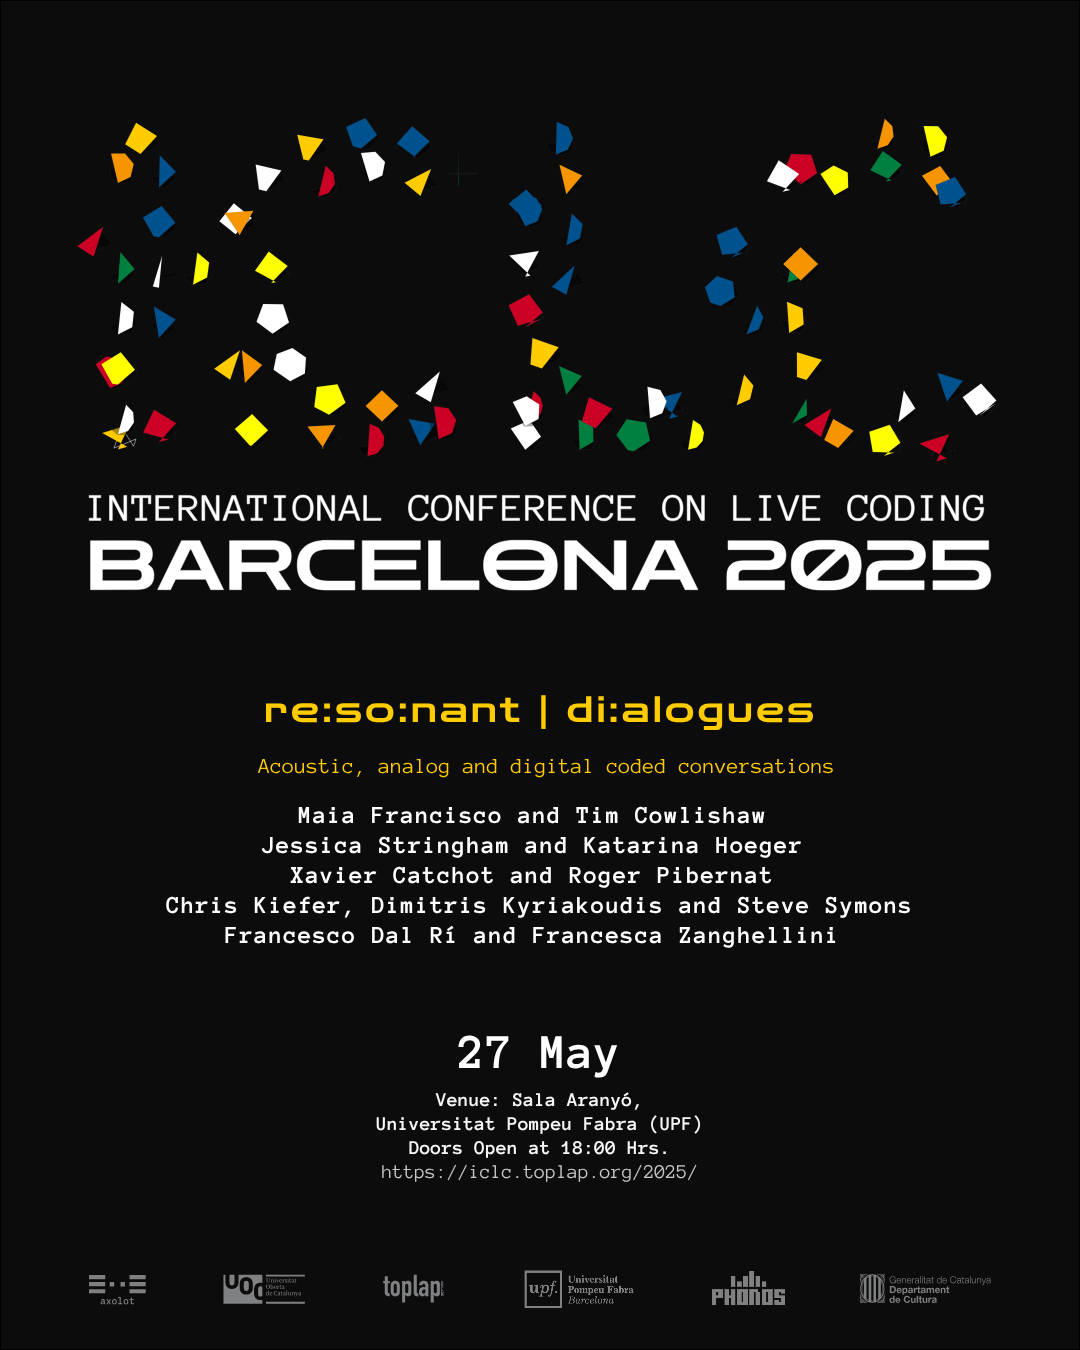 ICLC
INTERNATIONAL CONFERENCE ON LIVE CODING
BARCELONA 2025
re:so:nant | di:alogues
Acoustic, analog and digital coded conversations
Maia Francisco and Tim Cowlishaw
Jessica Stringham and Katarina Hoeger
Xavier Catchot and Roger Pibernat
Chris Kiefer, Dimitris Kyriakoudis and Steve Symons
Francesco Dal Rí and Francesca Zanghellini
27 May
Venue: Sala Aranyó,
Universitat Pompeu Fabra (UPF)
Doors Open at 18:00 Hrs.
https://iclc.toplap.org/2025/
axolot
UOC
Universitat
Oberta
de Catalunya
toplap
upf.
Universitat
Pompeu Fabra
Barcelona
PHONOS
Generalitat de Catalunya
Departament
de Cultura